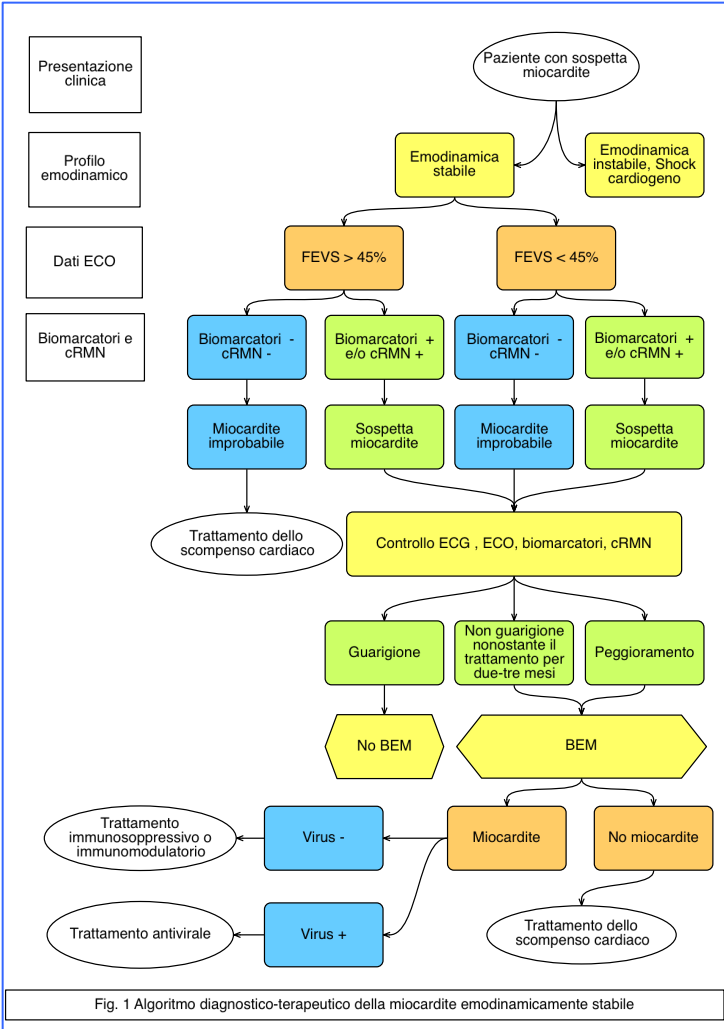 Presentazione
clinica
Paziente con sospetta
miocardite
Profilo
emodinamico
Emodinamica
stabile
Emodinamica
instabile, Shock
cardiogeno
Dati ECO
FEVS > 45%
FEVS < 45%
Biomarcatori e
cRMN
Biomarcatori -
cRMN -
Biomarcatori +
e/o cRMN +
Biomarcatori -
cRMN -
Biomarcatori +
e/o cRMN +
Miocardite
improbabile
Sospetta
miocardite
Miocardite
improbabile
Sospetta
miocardite
Trattamento dello
scompenso cardiaco
Controllo ECG , ECO, biomarcatori, cRMN
Guarigione
Non guarigione
nonostante il
trattamento per
due-tre mesi
Peggioramento
No BEM
BEM
Trattamento
immunosoppressivo o
immunomodulatorio
Virus -
Miocardite
No miocardite
Trattamento antivirale
Virus +
Trattamento dello
scompenso cardiaco
Fig. 1 Algoritmo diagnostico-terapeutico della miocardite emodinamicamente stabile